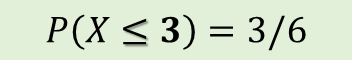 P(X ≤ 3) = 3/6